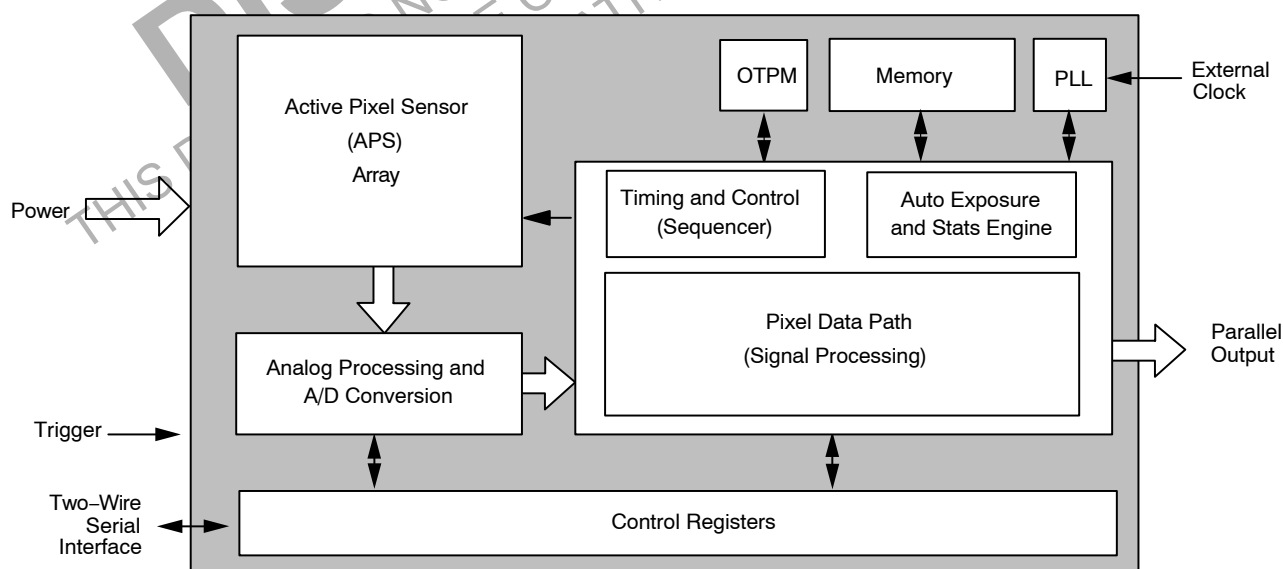 Active Pixel Sensor
(APS)
Array
OTPM
Memory
PLL
External
Clock
Power
Timing and Control
(Sequencer)
Auto Exposure
and Stats Engine
Pixel Data Path
(Signal Processing)
Parallel
Output
Analog Processing and
A/D Conversion
Trigger
Two−Wire
Serial
Interface
Control Registers
THIS